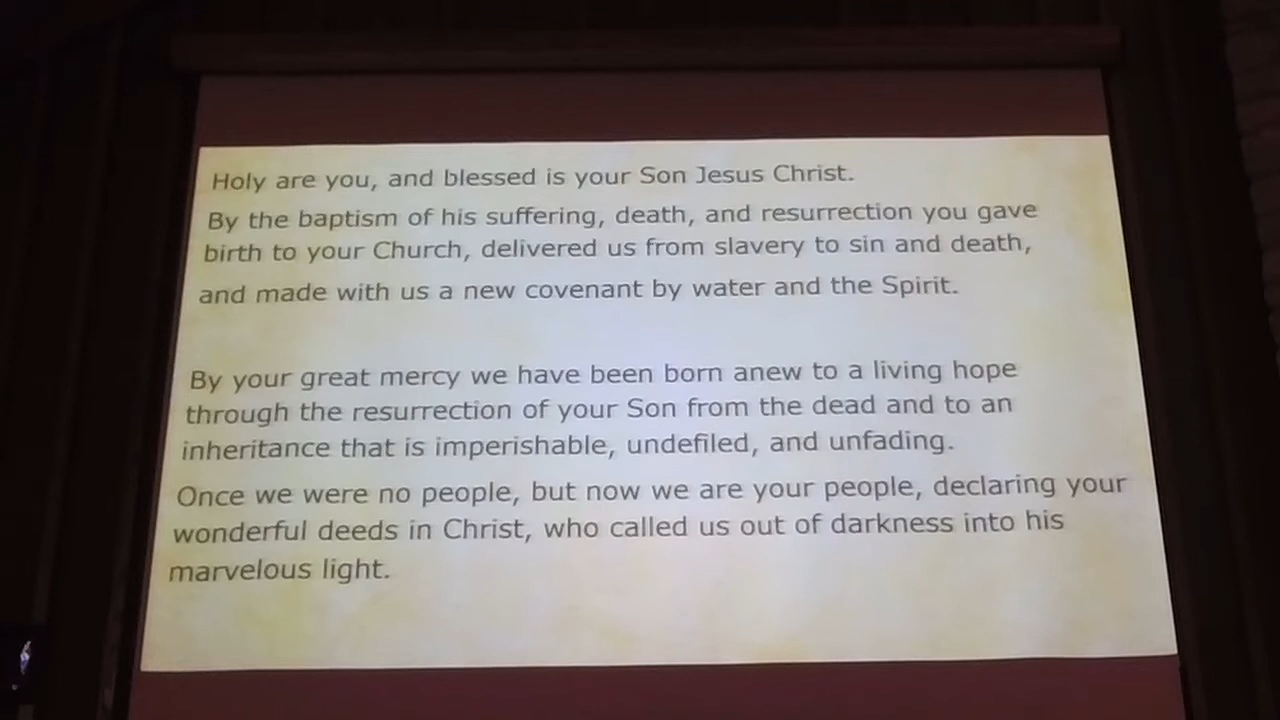 Holy are you, and blessed is your Son Jesus Christ.
By the baptism of his suffering, death, and resurrection you gave
birth to your Church, delivered us from slavery to sin and death,
and made with us a new covenant by water and the Spirit.
By your great mercy we have been born anew to a living hope
through the resurrection of your Son from the dead and to an
inheritance that is imperishable, undefiled, and unfading.
Once we were no people, but now we are your people, declaring your
wonderful deeds in Christ, who called us out of darkness into his
marvelous light.